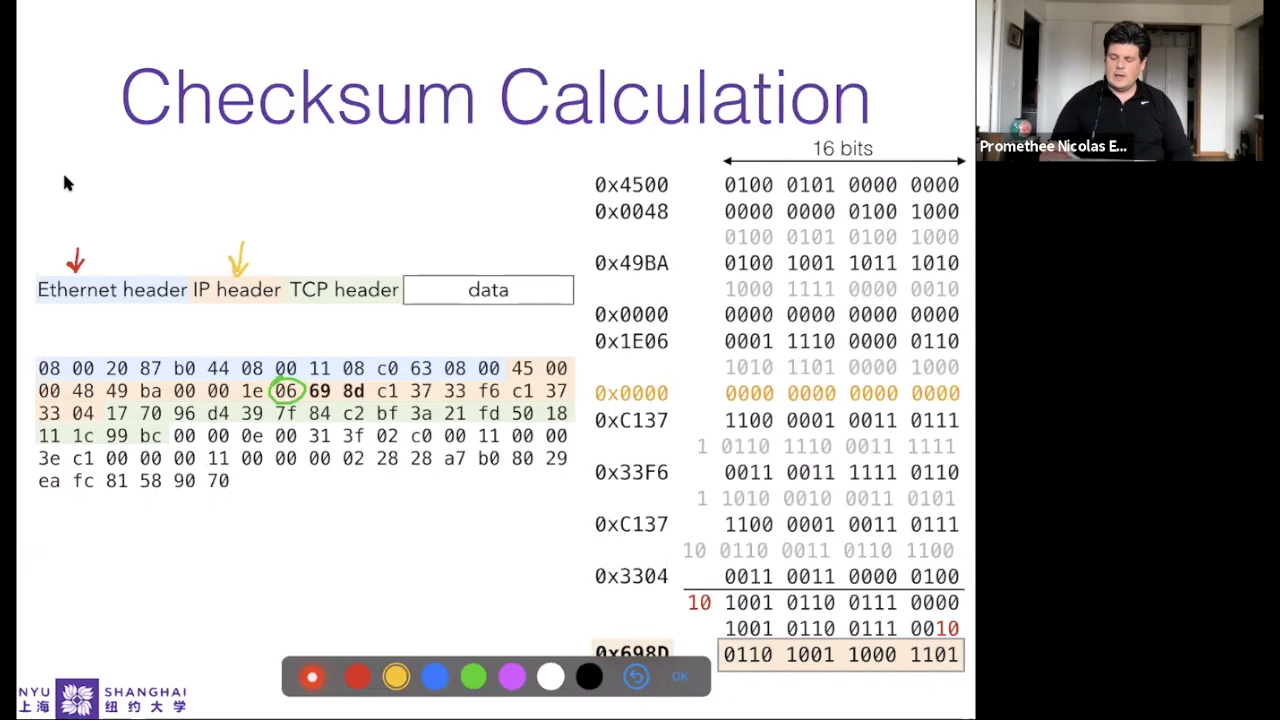 Checksum Calculation
16 bits
Promethee Nicolas E...
0x4500 0100 0101 0000 0000
0x0048 0000 0000 0100 1000
0100 0101 0100 1000
0x49BA 0100 1001 1011 1010
1000 1111 0000 0010
0x0000 0000 0000 0000 0000
0x1E06 0001 1110 0000 0110
1010 1101 0000 1000
0x0000 0000 0000 0000 0000
0xC137 1100 0001 0011 0111
1 0110 1110 0011 1111
0x33F6 0011 0011 1111 0110
1 1010 0010 0011 0101
0xC137 1100 0001 0011 0111
10 0110 0011 0110 1100
0x3304 0011 0011 0000 0100
10 1001 0110 0111 0000
1001 0110 0111 0010
0x698D 0110 1001 1000 1101
Ethernet header IP header TCP header data
08 00 20 87 b0 44 08 00 11 08 c0 63 08 00 45 00
00 48 49 ba 00 00 1e 06 69 8d c1 37 33 f6 c1 37
33 04 17 70 96 d4 39 7f 84 c2 bf 3a 21 fd 50 18
11 1c 99 bc 00 00 0e 00 31 3f 02 c0 00 11 00 00
3e c1 00 00 00 11 00 00 00 02 28 28 a7 b0 80 29
ea fc 81 58 90 70
OK
NYU SHANGHAI
上海 纽约大学